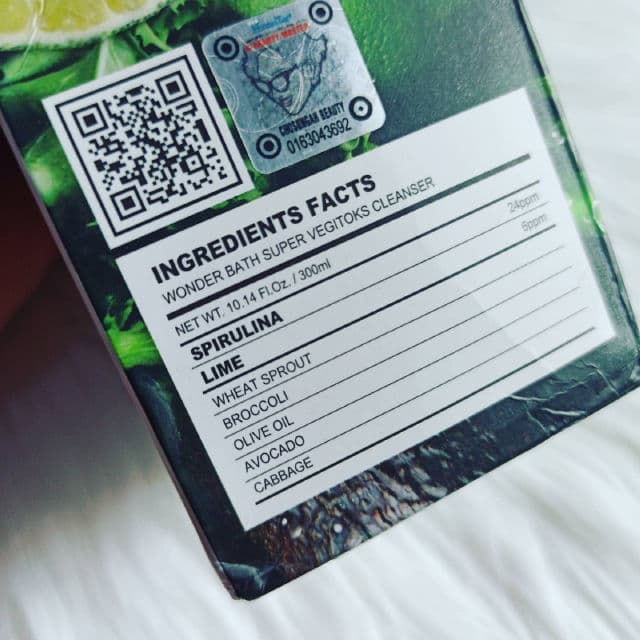 CHUSINGAR BEAUTY
0163043692
INGREDIENTS FACTS
WONDER BATH SUPER VEGITOKS CLEANSER
NET WT. 10.14 Fl.Oz. / 300ml
SPIRULINA 24ppm
LIME 6ppm
WHEAT SPROUT
BROCCOLI
OLIVE OIL
AVOCADO
CABBAGE